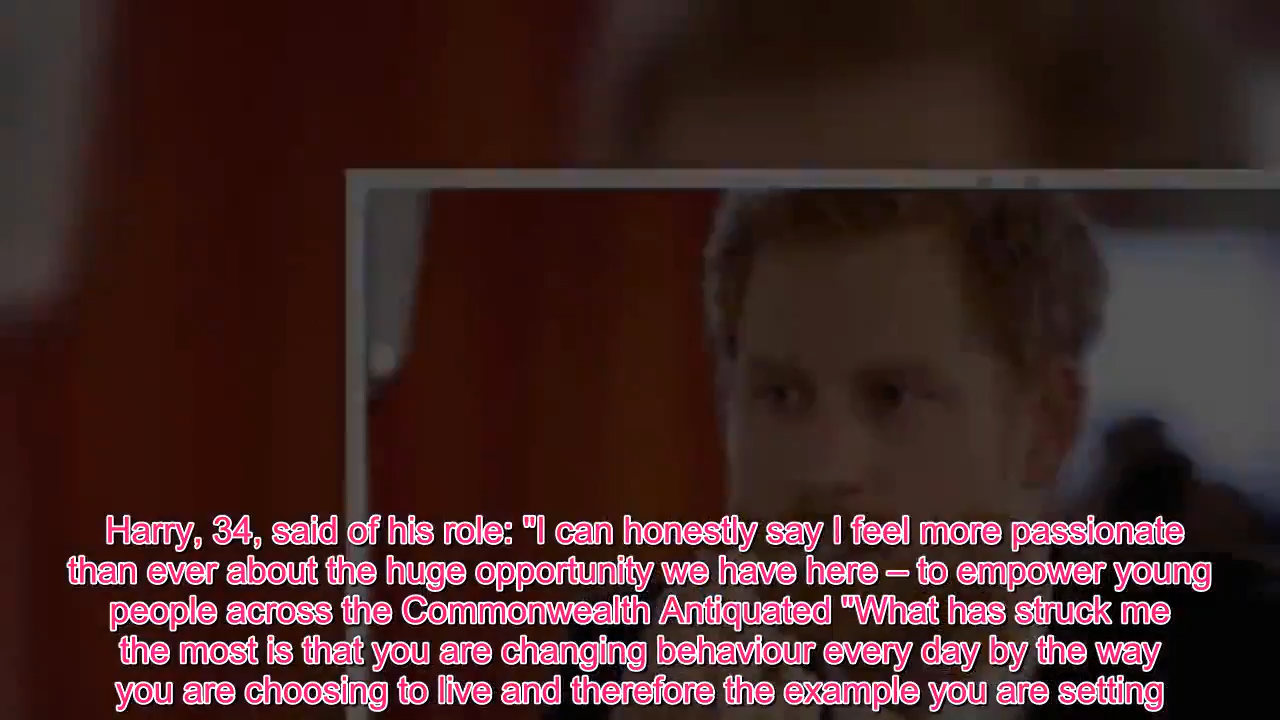 Harry, 34, said of his role: "I can honestly say I feel more passionate
than ever about the huge opportunity we have here – to empower young
people across the Commonwealth Antiquated "What has struck me
the most is that you are changing behaviour every day by the way
you are choosing to live and therefore the example you are setting